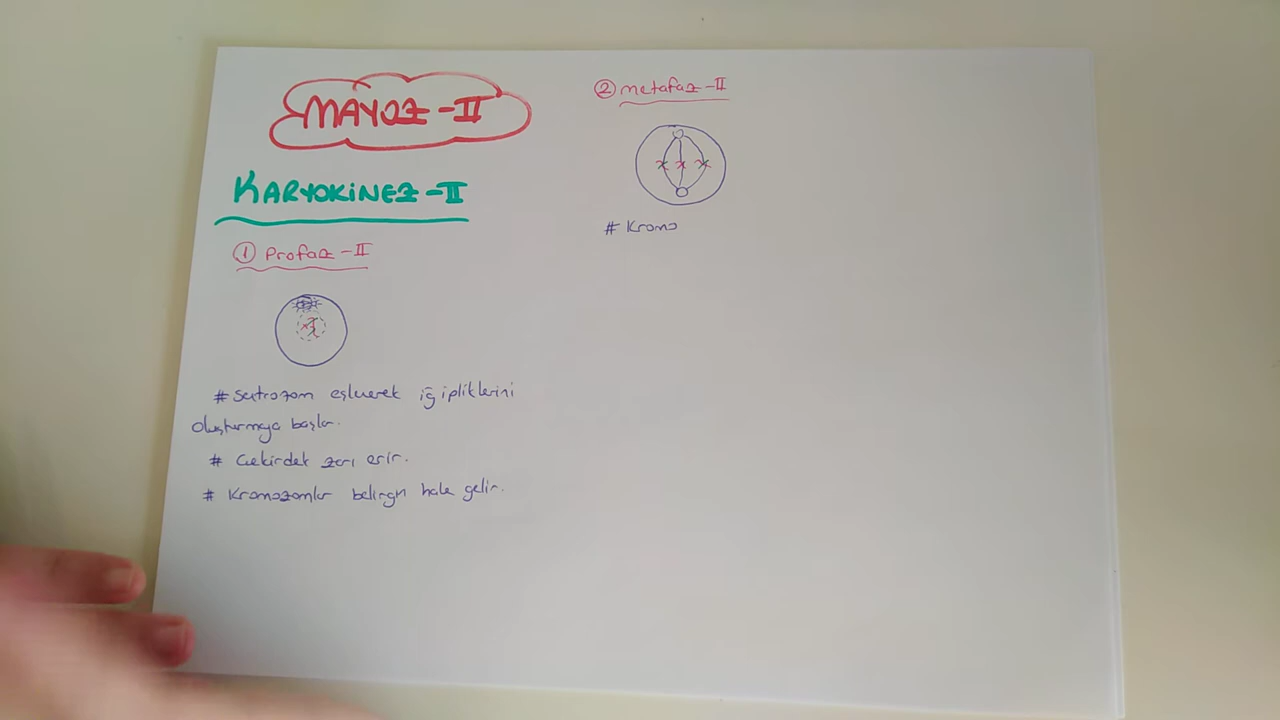 MAYOZ-II
KARYOKİNEZ-II
① Profaz-II
# Sentrozom eşlenerek iğ ipliklerini
oluşturmaya başlar.
# Çekirdek zarı erir.
# Kromozomlar belirgin hale gelir.
② metafaz-II
# Kromo